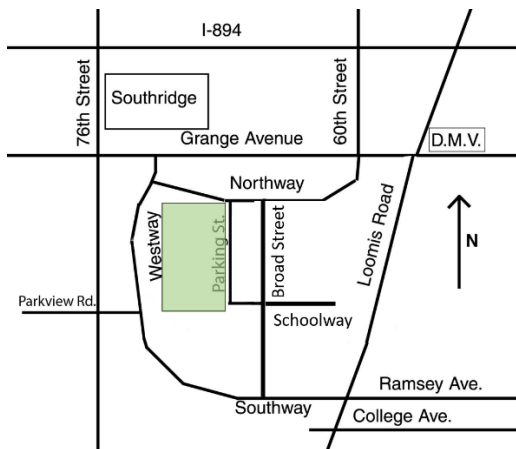 I-894
76th Street
60th Street
Southridge
Grange Avenue
D.M.V.
Northway
Westway
Parking St.
Broad Street
Loomis Road
N
Parkview Rd.
Schoolway
Ramsey Ave.
Southway
College Ave.